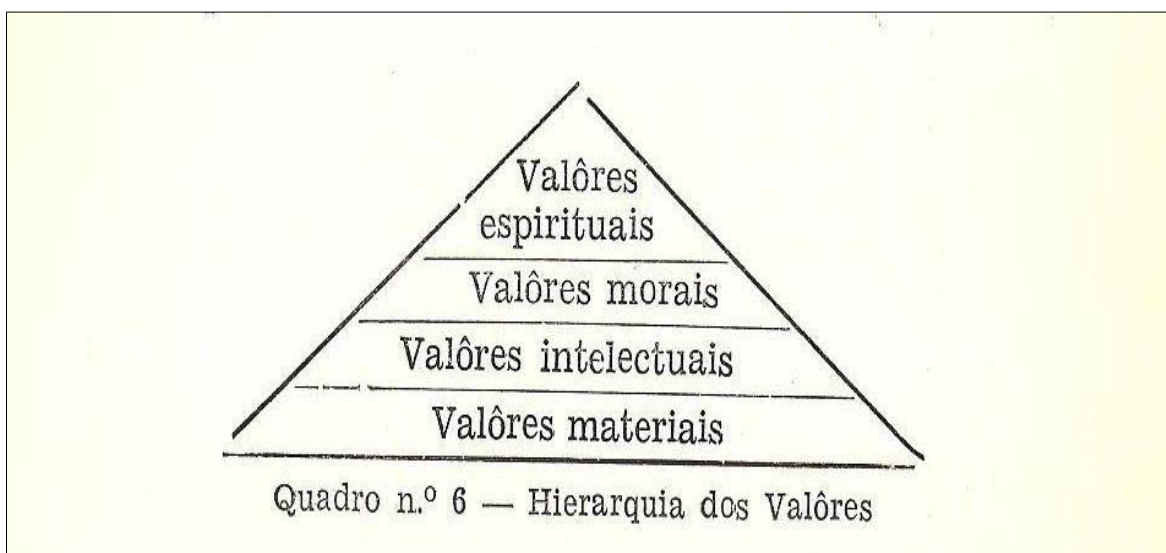 Valôres
espirituais
Valôres morais
Valôres intelectuais
Valôres materiais
Quadro n.º 6 — Hierarquia dos Valôres